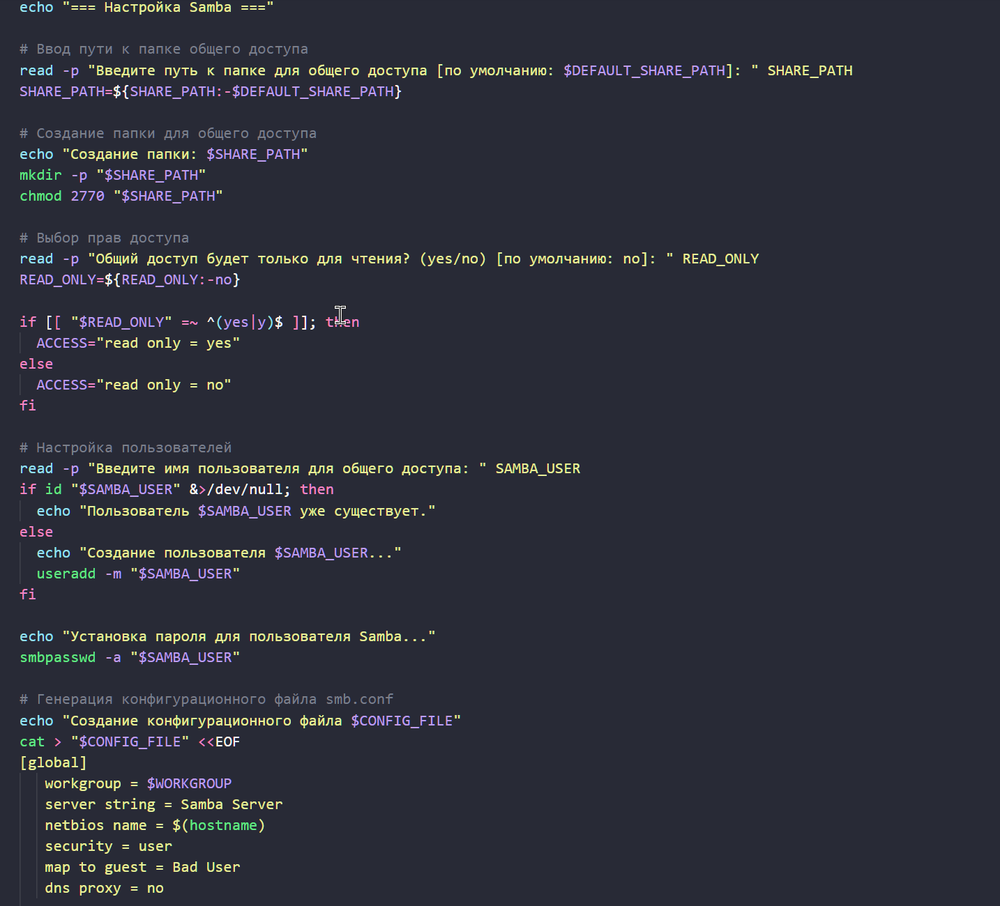 echo "=== Настройка Samba ==="
# Ввод пути к папке общего доступа
read -p "Введите путь к папке для общего доступа [по умолчанию: $DEFAULT_SHARE_PATH]: " SHARE_PATH
SHARE_PATH=${SHARE_PATH:-$DEFAULT_SHARE_PATH}
# Создание папки для общего доступа
echo "Создание папки: $SHARE_PATH"
mkdir -p "$SHARE_PATH"
chmod 2770 "$SHARE_PATH"
# Выбор прав доступа
read -p "Общий доступ будет только для чтения? (yes/no) [по умолчанию: no]: " READ_ONLY
READ_ONLY=${READ_ONLY:-no}
if [[ "$READ_ONLY" =~ ^(yes|y)$ ]]; then
  ACCESS="read only = yes"
else
  ACCESS="read only = no"
fi
# Настройка пользователей
read -p "Введите имя пользователя для общего доступа: " SAMBA_USER
if id "$SAMBA_USER" &>/dev/null; then
  echo "Пользователь $SAMBA_USER уже существует."
else
  echo "Создание пользователя $SAMBA_USER..."
  useradd -m "$SAMBA_USER"
fi
echo "Установка пароля для пользователя Samba..."
smbpasswd -a "$SAMBA_USER"
# Генерация конфигурационного файла smb.conf
echo "Создание конфигурационного файла $CONFIG_FILE"
cat > "$CONFIG_FILE" <<EOF
[global]
   workgroup = $WORKGROUP
   server string = Samba Server
   netbios name = $(hostname)
   security = user
   map to guest = Bad User
   dns proxy = no